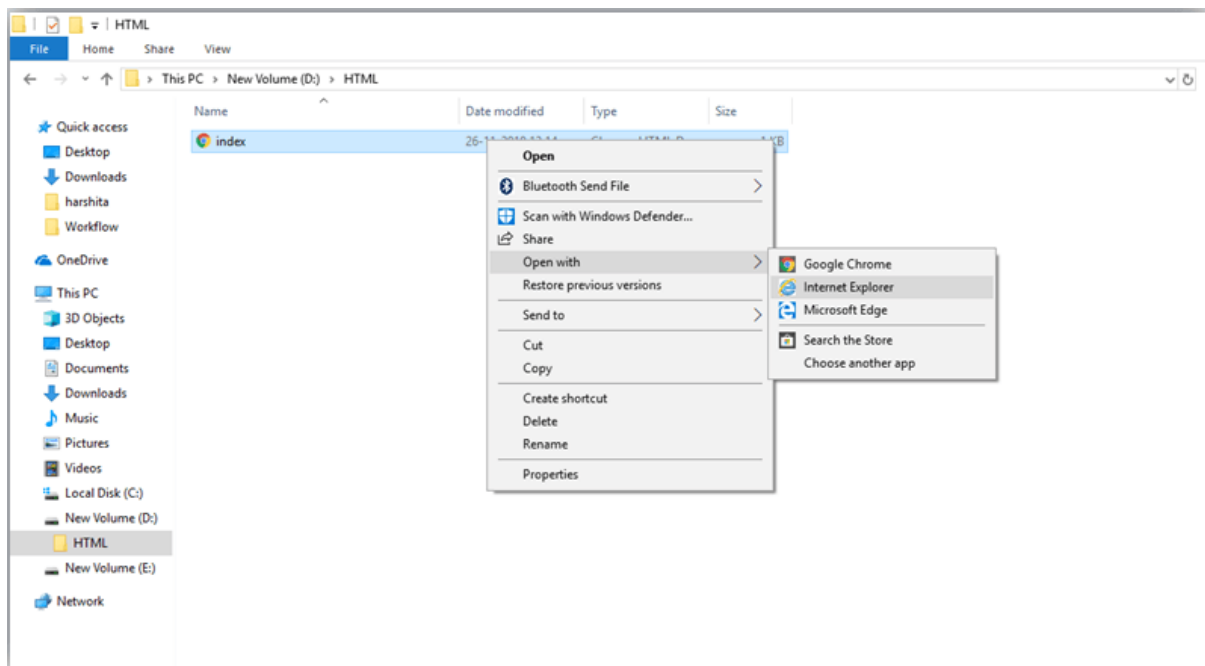 HTML
File Home Share View
This PC > New Volume (D:) > HTML
Name Date modified Type Size
Quick access
Desktop
Downloads
harshita
Workflow
OneDrive
This PC
3D Objects
Desktop
Documents
Downloads
Music
Pictures
Videos
Local Disk (C:)
New Volume (D:)
HTML
New Volume (E:)
Network
index
Open
Bluetooth Send File
Scan with Windows Defender...
Share
Open with
Restore previous versions
Send to
Cut
Copy
Create shortcut
Delete
Rename
Properties
Google Chrome
Internet Explorer
Microsoft Edge
Search the Store
Choose another app